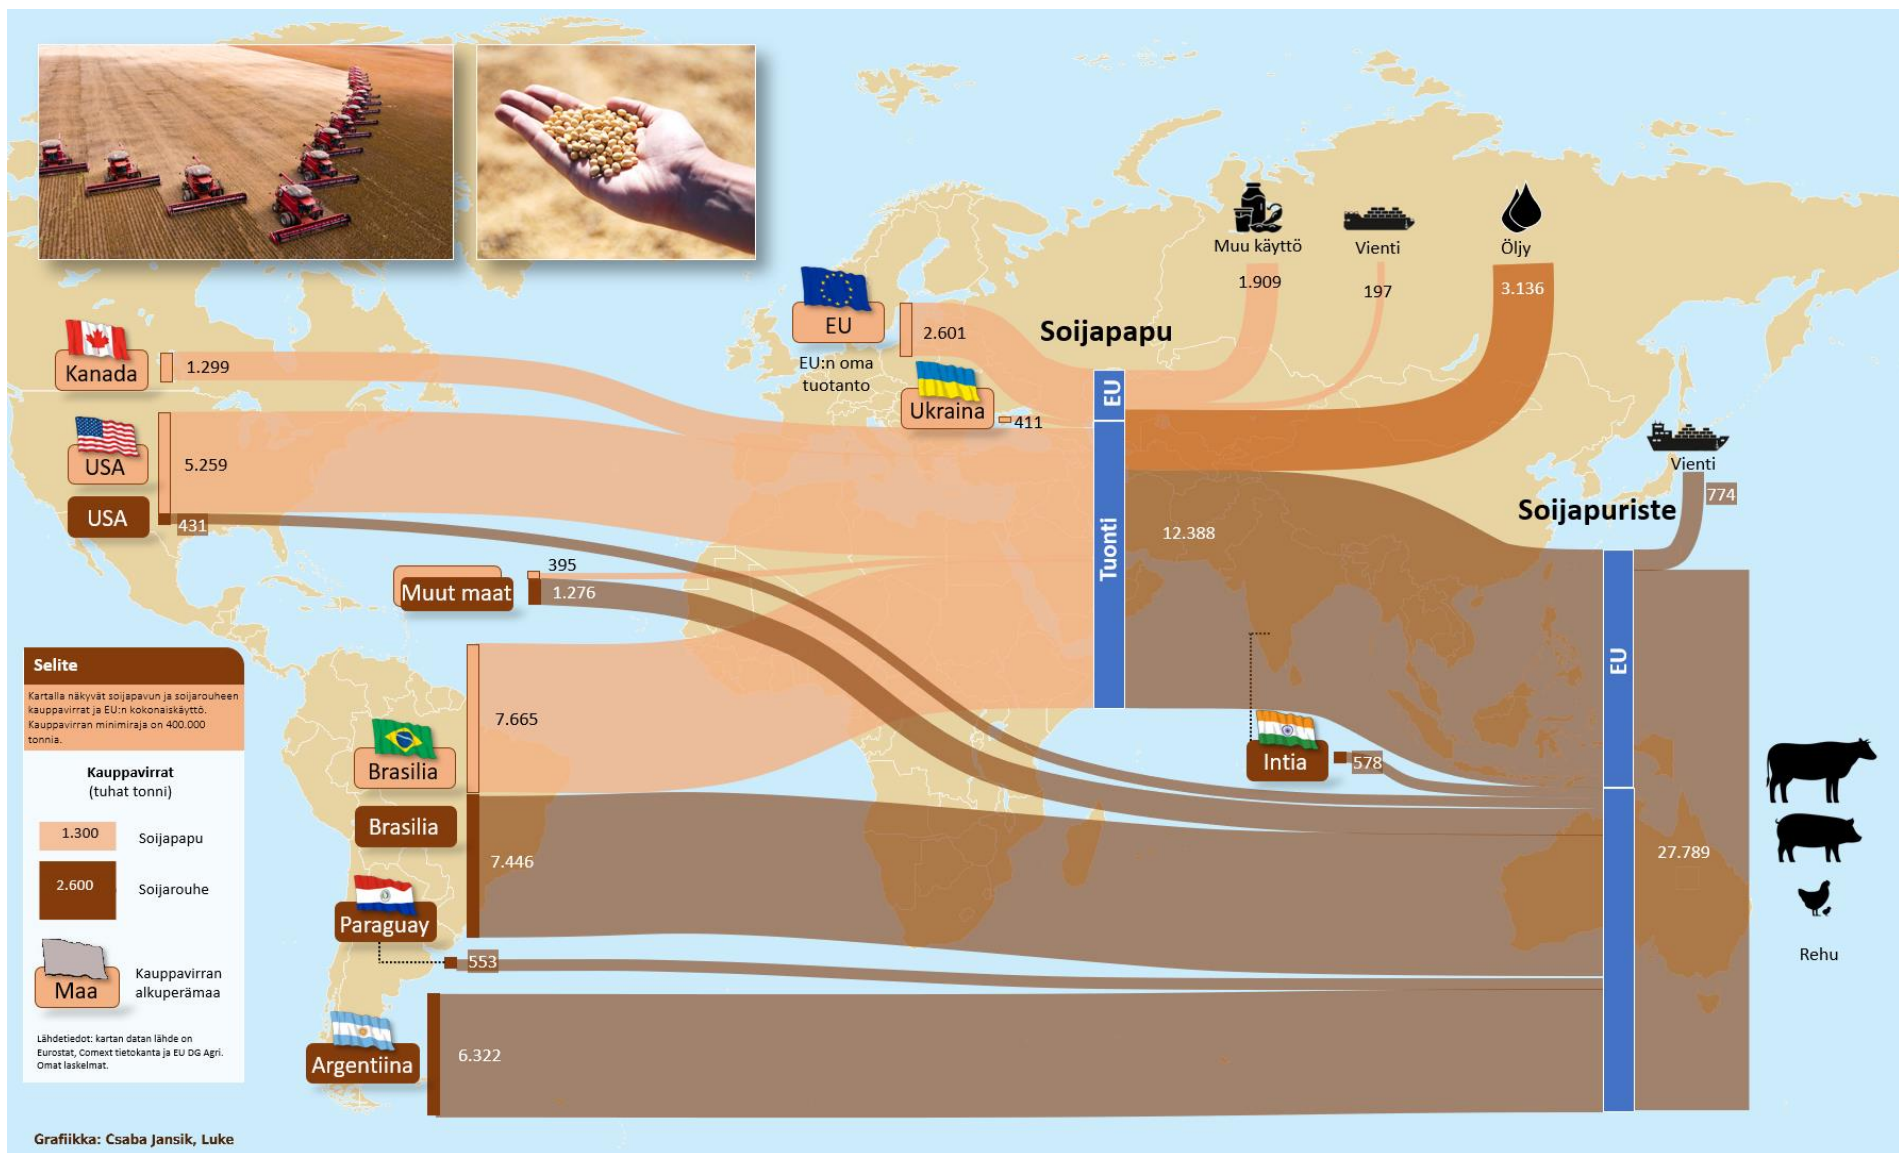 Muu käyttö
1.909
Vienti
197
Öljy
3.136
EU
2.601
EU:n oma
tuotanto
Soijapapu
Kanada
1.299
Ukraina
411
EU
Tuonti
USA
5.259
USA
431
Vienti
774
Soijapuriste
12.388
Muut maat
395
1.276
EU
Brasilia
7.665
Intia
578
Brasilia
7.446
27.789
Paraguay
553
Rehu
Argentiina
6.322
Selite
Kartalla näkyvät soijapavun ja soijarouheen
kauppavirrat ja EU:n kokonaiskäyttö.
Kauppavirran minimiraja on 400.000
tonnia.
Kauppavirrat
(tuhat tonni)
1.300
Soijapapu
2.600
Soijarouhe
Maa
Kauppavirran
alkuperämaa
Lähdetiedot: kartan datan lähde on
Eurostat, Comext tietokanta ja EU DG Agri.
Omat laskelmat.
Grafiikka: Csaba Jansik, Luke